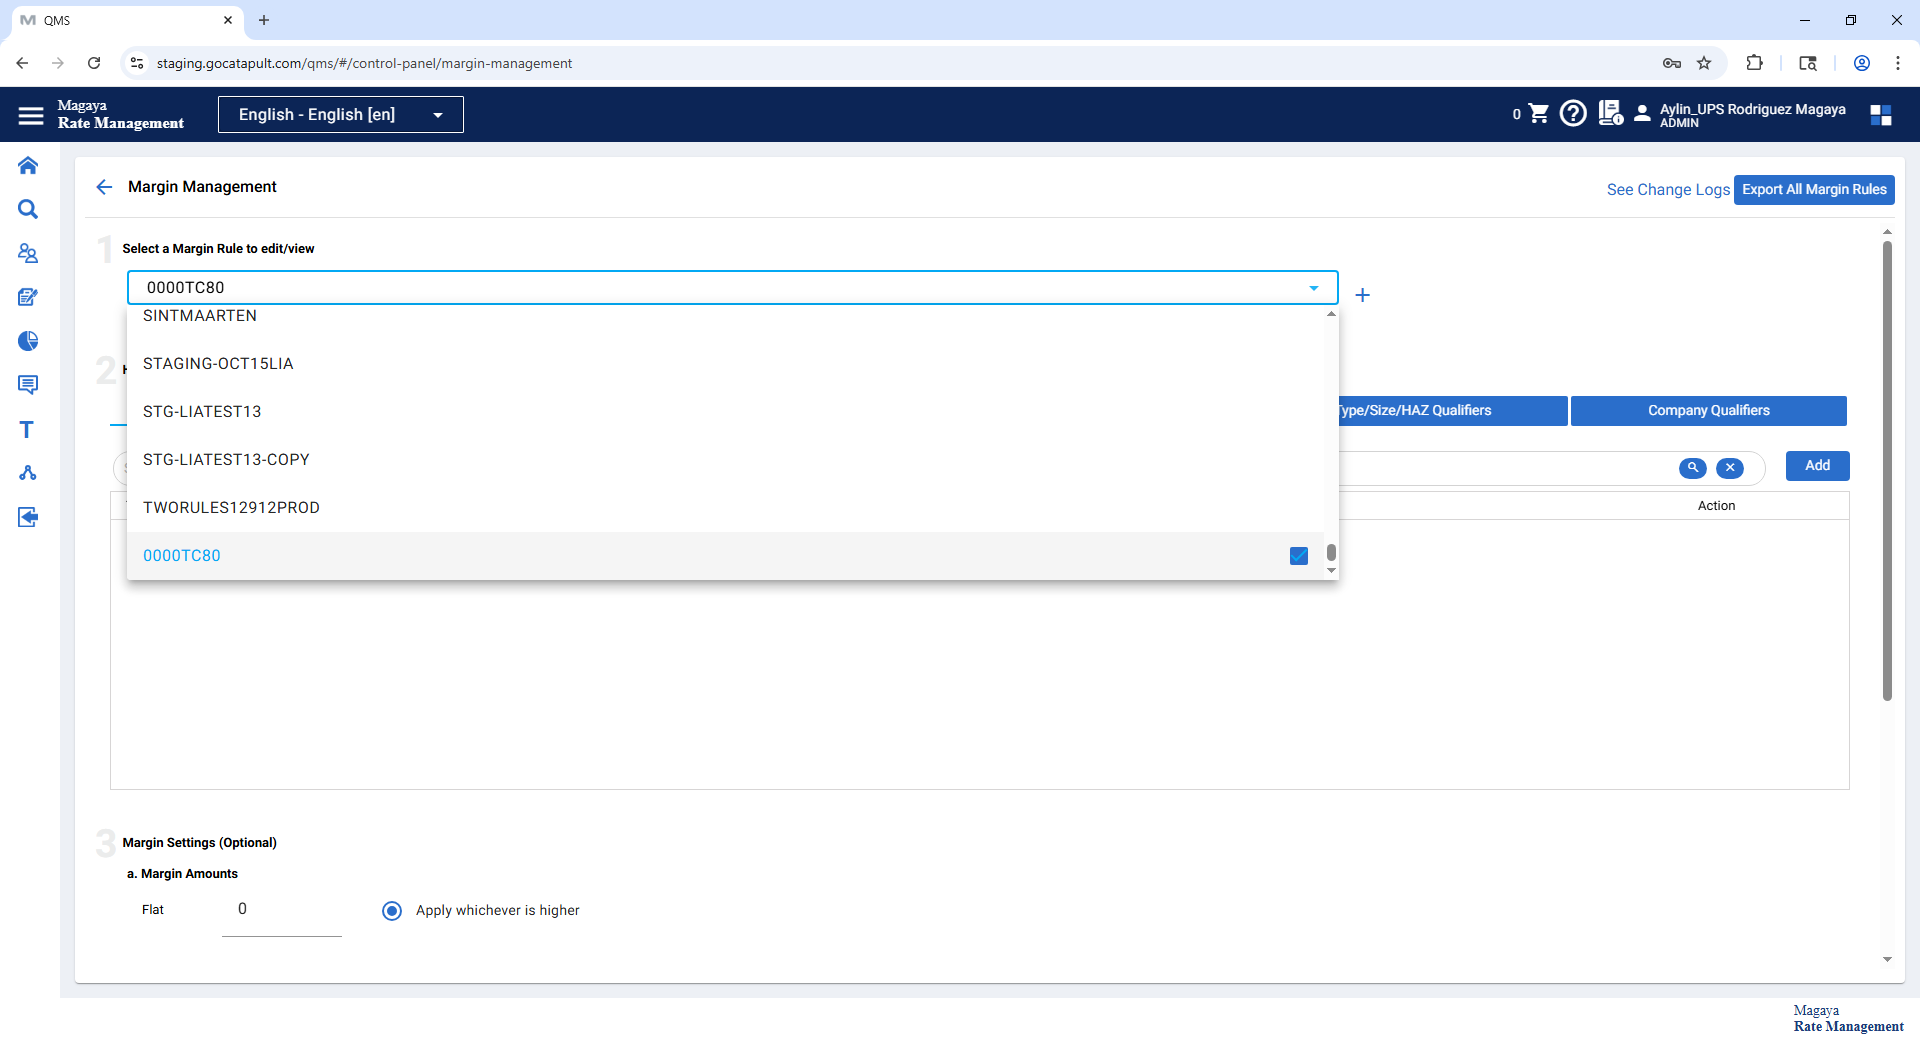 QMS
staging.gocatapult.com/qms/#/control-panel/margin-management
Magaya
Rate Management
English - English [en]
0
Aylin_UPS Rodriguez Magaya
ADMIN
Margin Management
See Change Logs
Export All Margin Rules
1
Select a Margin Rule to edit/view
0000TC80
SINTMAARTEN
STAGING-OCT15LIA
2
STG-LIATEST13
Type/Size/HAZ Qualifiers
Company Qualifiers
STG-LIATEST13-COPY
Add
TWORULES12912PROD
Action
0000TC80
3
Margin Settings (Optional)
a. Margin Amounts
Flat
0
Apply whichever is higher
Magaya
Rate Management